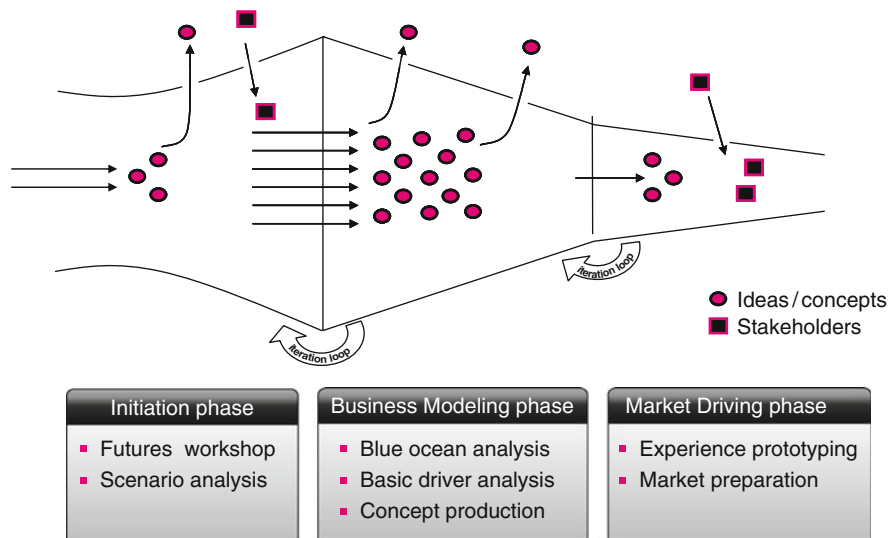 iteration loop
iteration loop
Ideas/concepts
Stakeholders
Initiation phase
Futures workshop
Scenario analysis
Business Modeling phase
Blue ocean analysis
Basic driver analysis
Concept production
Market Driving phase
Experience prototyping
Market preparation